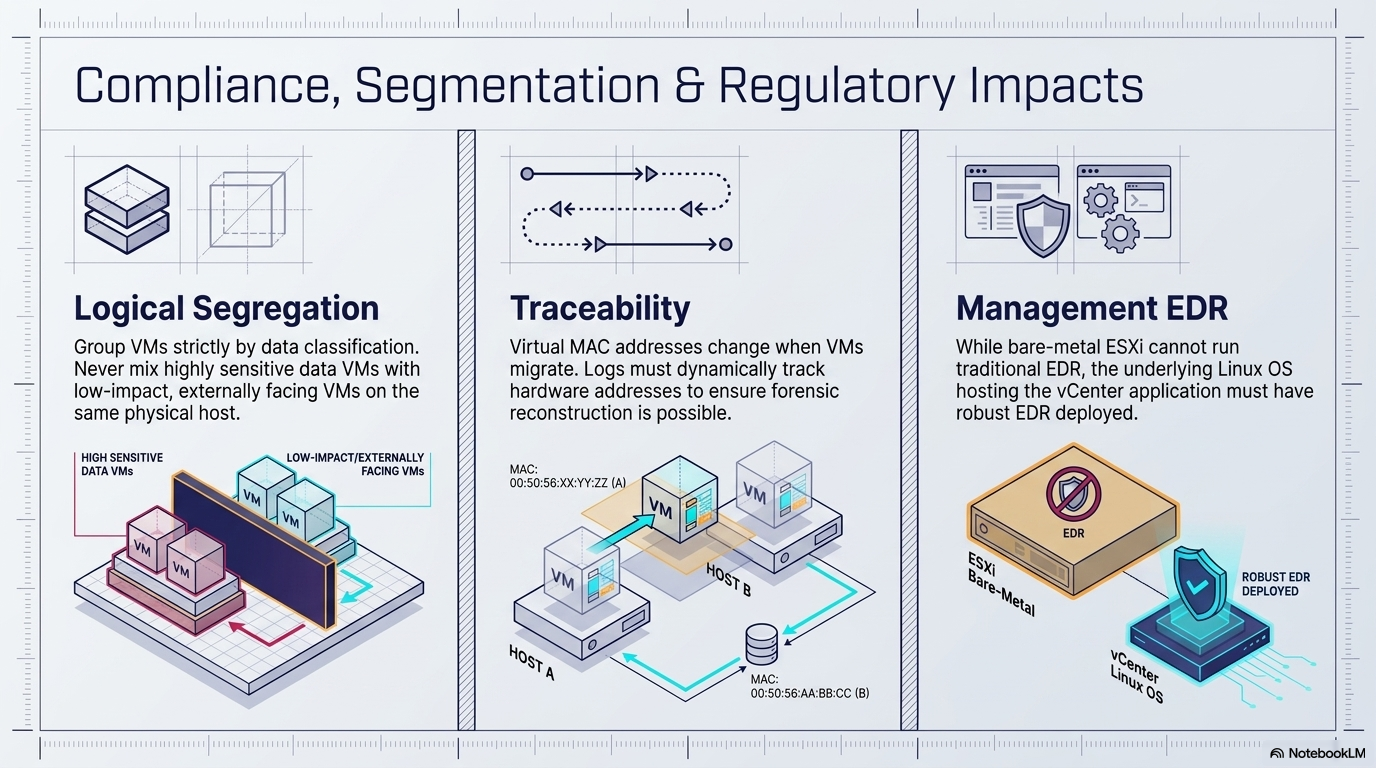 Compliance, Segmentation & Regulatory Impacts
Logical Segregation
Group VMs strictly by data classification.
Never mix highly sensitive data VMs with
low-impact, externally facing VMs on the
same physical host.
HIGH SENSITIVE
DATA VMs
LOW-IMPACT/EXTERNALLY
FACING VMs
VM
VM
VM
VM
Traceability
Virtual MAC addresses change when VMs
migrate. Logs must dynamically track
hardware addresses to ensure forensic
reconstruction is possible.
MAC:
00:50:56:XX:YY:ZZ (A)
VM
VM
VM
HOST B
HOST A
MAC:
00:50:56:AA:BB:CC (B)
Management EDR
While bare-metal ESXi cannot run
traditional EDR, the underlying Linux OS
hosting the vCenter application must have
robust EDR deployed.
EDR
ESXi
Bare-Metal
ROBUST EDR
DEPLOYED
vCenter
Linux OS
NotebookLM